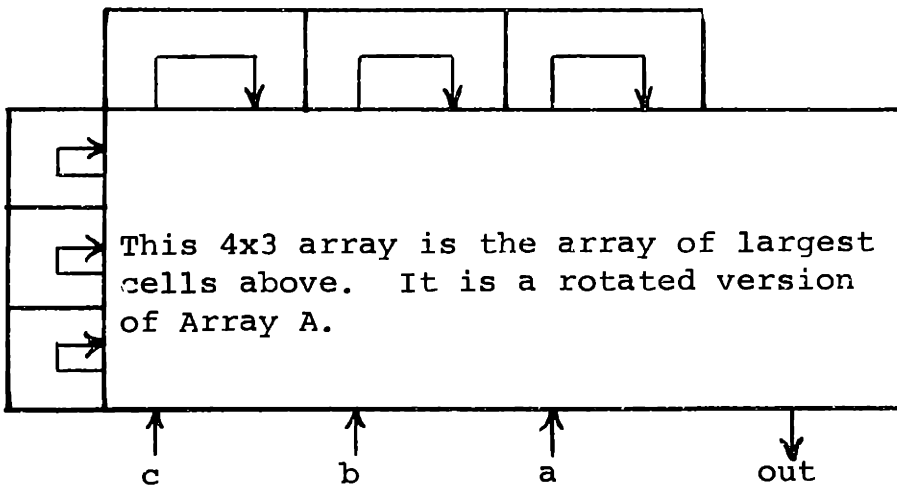 This 4x3 array is the array of largest
cells above. It is a rotated version
of Array A.
c b a out